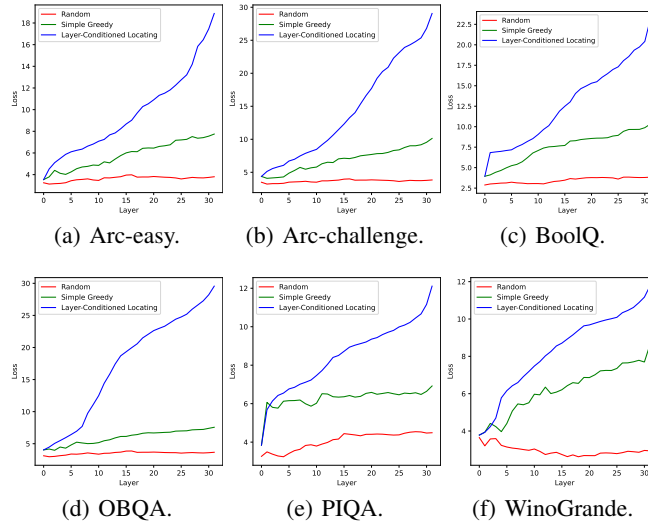 Random
Simple Greedy
Layer-Conditioned Locating
18
16
14
12
10
8
6
4
Loss
0 5 10 15 20 25 30
Layer
(a) Arc-easy.
Random
Simple Greedy
Layer-Conditioned Locating
30
25
20
15
10
5
Loss
0 5 10 15 20 25 30
Layer
(b) Arc-challenge.
Random
Simple Greedy
Layer-Conditioned Locating
22.5
20.0
17.5
15.0
12.5
10.0
7.5
5.0
2.5
Loss
0 5 10 15 20 25 30
Layer
(c) BoolQ.
Random
Simple Greedy
Layer-Conditioned Locating
30
25
20
15
10
5
Loss
0 5 10 15 20 25 30
Layer
(d) OBQA.
Random
Simple Greedy
Layer-Conditioned Locating
12
10
8
6
4
Loss
0 5 10 15 20 25 30
Layer
(e) PIQA.
Random
Simple Greedy
Layer-Conditioned Locating
12
10
8
6
4
Loss
0 5 10 15 20 25 30
Layer
(f) WinoGrande.